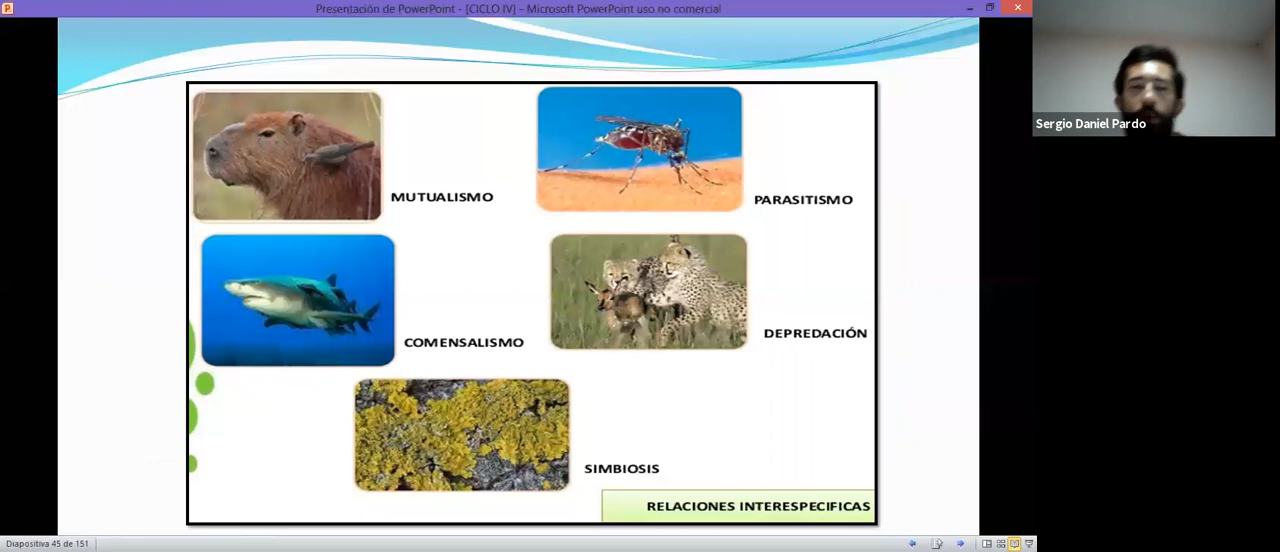 Presentación de PowerPoint - [CICLO IV] - Microsoft PowerPoint uso no comercial
Sergio Daniel Pardo
MUTUALISMO
PARASITISMO
COMENSALISMO
DEPREDACIÓN
SIMBIOSIS
RELACIONES INTERESPECIFICAS
Diapositiva 45 de 151